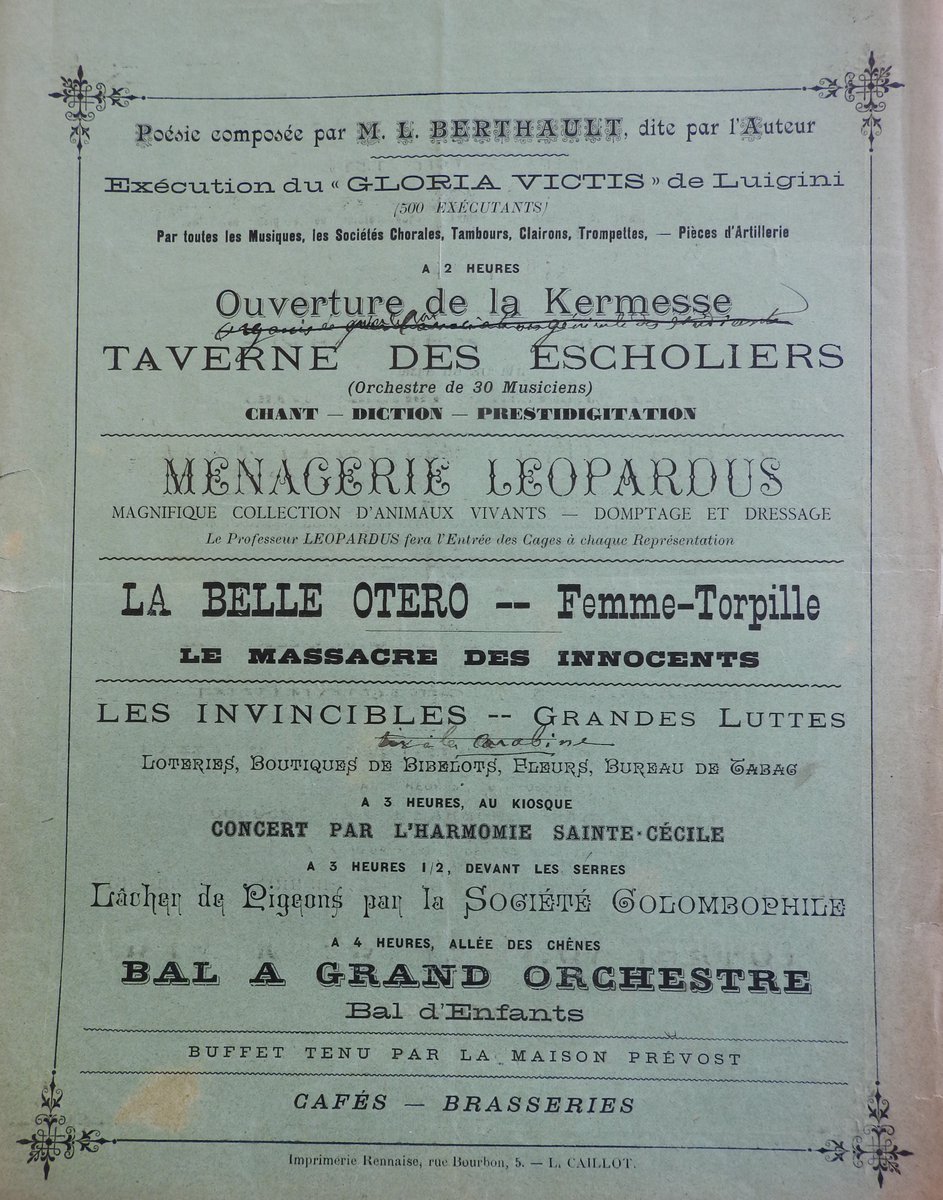 Poésie composée par M. L. BERTHAULT, dite par l'Auteur
Exécution du « GLORIA VICTIS » de Luigini
(500 EXÉCUTANTS)
Par toutes les Musiques, les Sociétés Chorales, Tambours, Clairons, Trompettes, — Pièces d'Artillerie
A 2 HEURES
Ouverture de la Kermesse
TAVERNE DES ESCHOLIERS
(Orchestre de 30 Musiciens)
CHANT — DICTION — PRESTIDIGITATION
MENAGERIE LEOPARDUS
MAGNIFIQUE COLLECTION D'ANIMAUX VIVANTS — DOMPTAGE ET DRESSAGE
Le Professeur LEOPARDUS fera l'Entrée des Cages à chaque Représentation
LA BELLE OTERO -- Femme-Torpille
LE MASSACRE DES INNOCENTS
LES INVINCIBLES -- GRANDES LUTTES
tir à la carabine
LOTERIES, BOUTIQUES DE BIBELOTS, FLEURS, BUREAU DE TABAC
A 3 HEURES, AU KIOSQUE
CONCERT PAR L'HARMOMIE SAINTE-CÉCILE
A 3 HEURES 1/2, DEVANT LES SERRES
Lâcher de Pigeons par la SOCIÉTÉ COLOMBOPHILE
A 4 HEURES, ALLÉE DES CHÊNES
BAL A GRAND ORCHESTRE
Bal d'Enfants
BUFFET TENU PAR LA MAISON PRÉVOST
CAFÉS — BRASSERIES
Imprimerie Rennaise, rue Bourbon, 5. — L. CAILLOT.